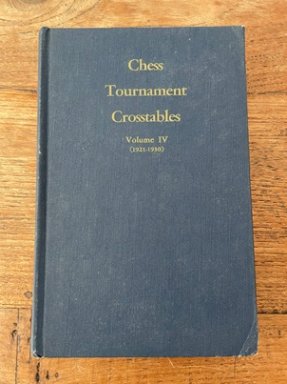 Chess
Tournament
Crosstables
Volume IV
(1921-1930)